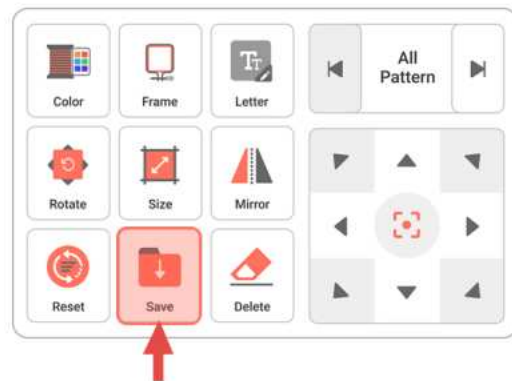 Color
Frame
Letter
All
Pattern
Rotate
Size
Mirror
Reset
Save
Delete